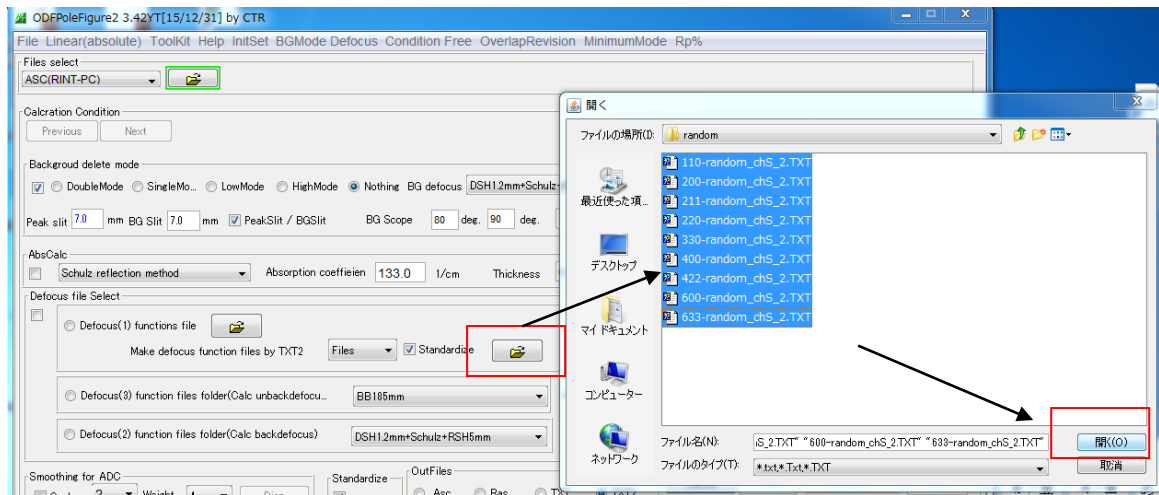 ODFPoleFigure2 3.42YT[15/12/31] by CTR
File Linear(absolute) ToolKit Help InitSet BGMode Defocus Condition Free OverlapRevision MinimumMode Rp%
Files select
ASC(RINT-PC)
Calcration Condition
Previous Next
Backgroud delete mode
DoubleMode SingleMo... LowMode HighMode Nothing BG defocus DSH1.2mm+Schulz
Peak slit 7.0 mm BG Slit 7.0 mm PeakSlit / BGSlit BG Scope 80 deg. 90 deg.
AbsCalc
Schulz reflection method Absorption coeffieien 133.0 1/cm Thickness
Defocus file Select
Defocus(1) functions file
Make defocus function files by TXT2 Files Standardize
Defocus(3) function files folder(Calc unbackdefocu... BB185mm
Defocus(2) function files folder(Calc backdefocus) DSH1.2mm+Schulz+RSH5mm
Smoothing for ADC
Standardize
OutFiles
開く
ファイルの場所(I): random
110-random_chS_2.TXT
200-random_chS_2.TXT
211-random_chS_2.TXT
220-random_chS_2.TXT
330-random_chS_2.TXT
400-random_chS_2.TXT
422-random_chS_2.TXT
600-random_chS_2.TXT
633-random_chS_2.TXT
最近使った項...
デスクトップ
マイ ドキュメント
コンピューター
ネットワーク
ファイル名(N): S_2.TXT" "600-random_chS_2.TXT" "633-random_chS_2.TXT" 開く(O)
ファイルのタイプ(T): *.txt,*.Txt,*.TXT 取消